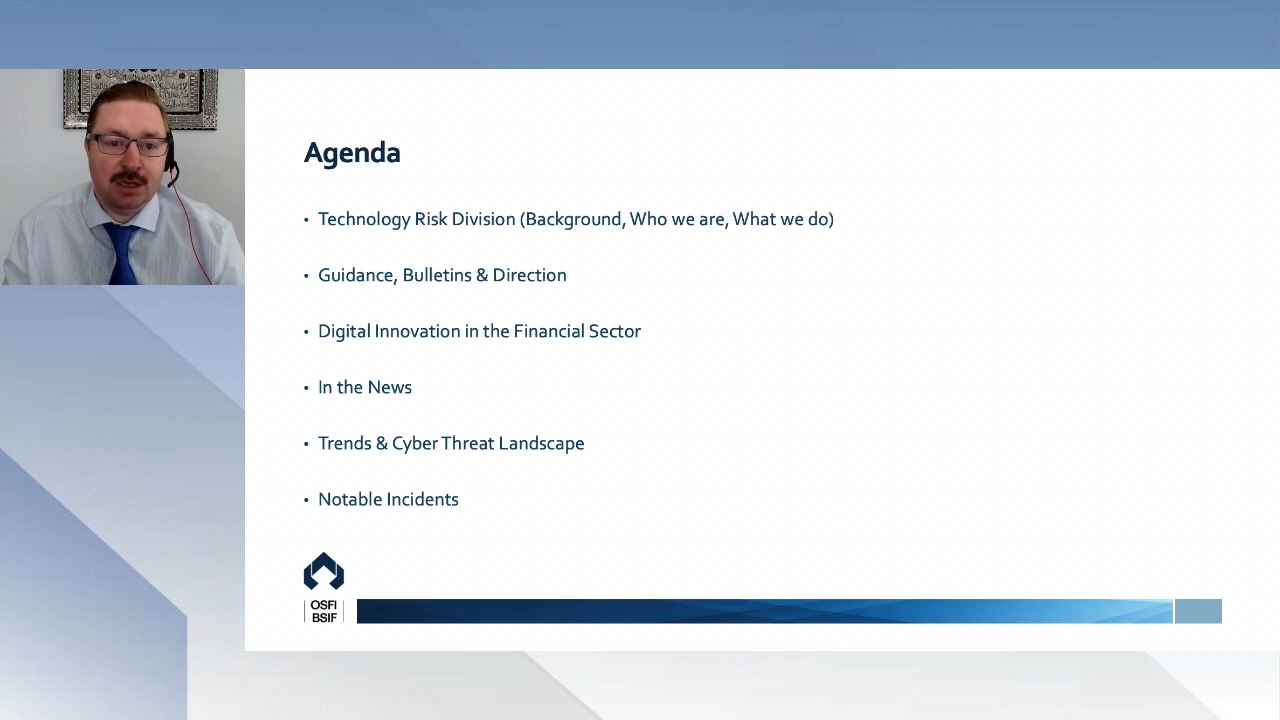 Agenda
• Technology Risk Division (Background, Who we are, What we do)
• Guidance, Bulletins & Direction
• Digital Innovation in the Financial Sector
• In the News
• Trends & Cyber Threat Landscape
• Notable Incidents
OSFI
BSIF